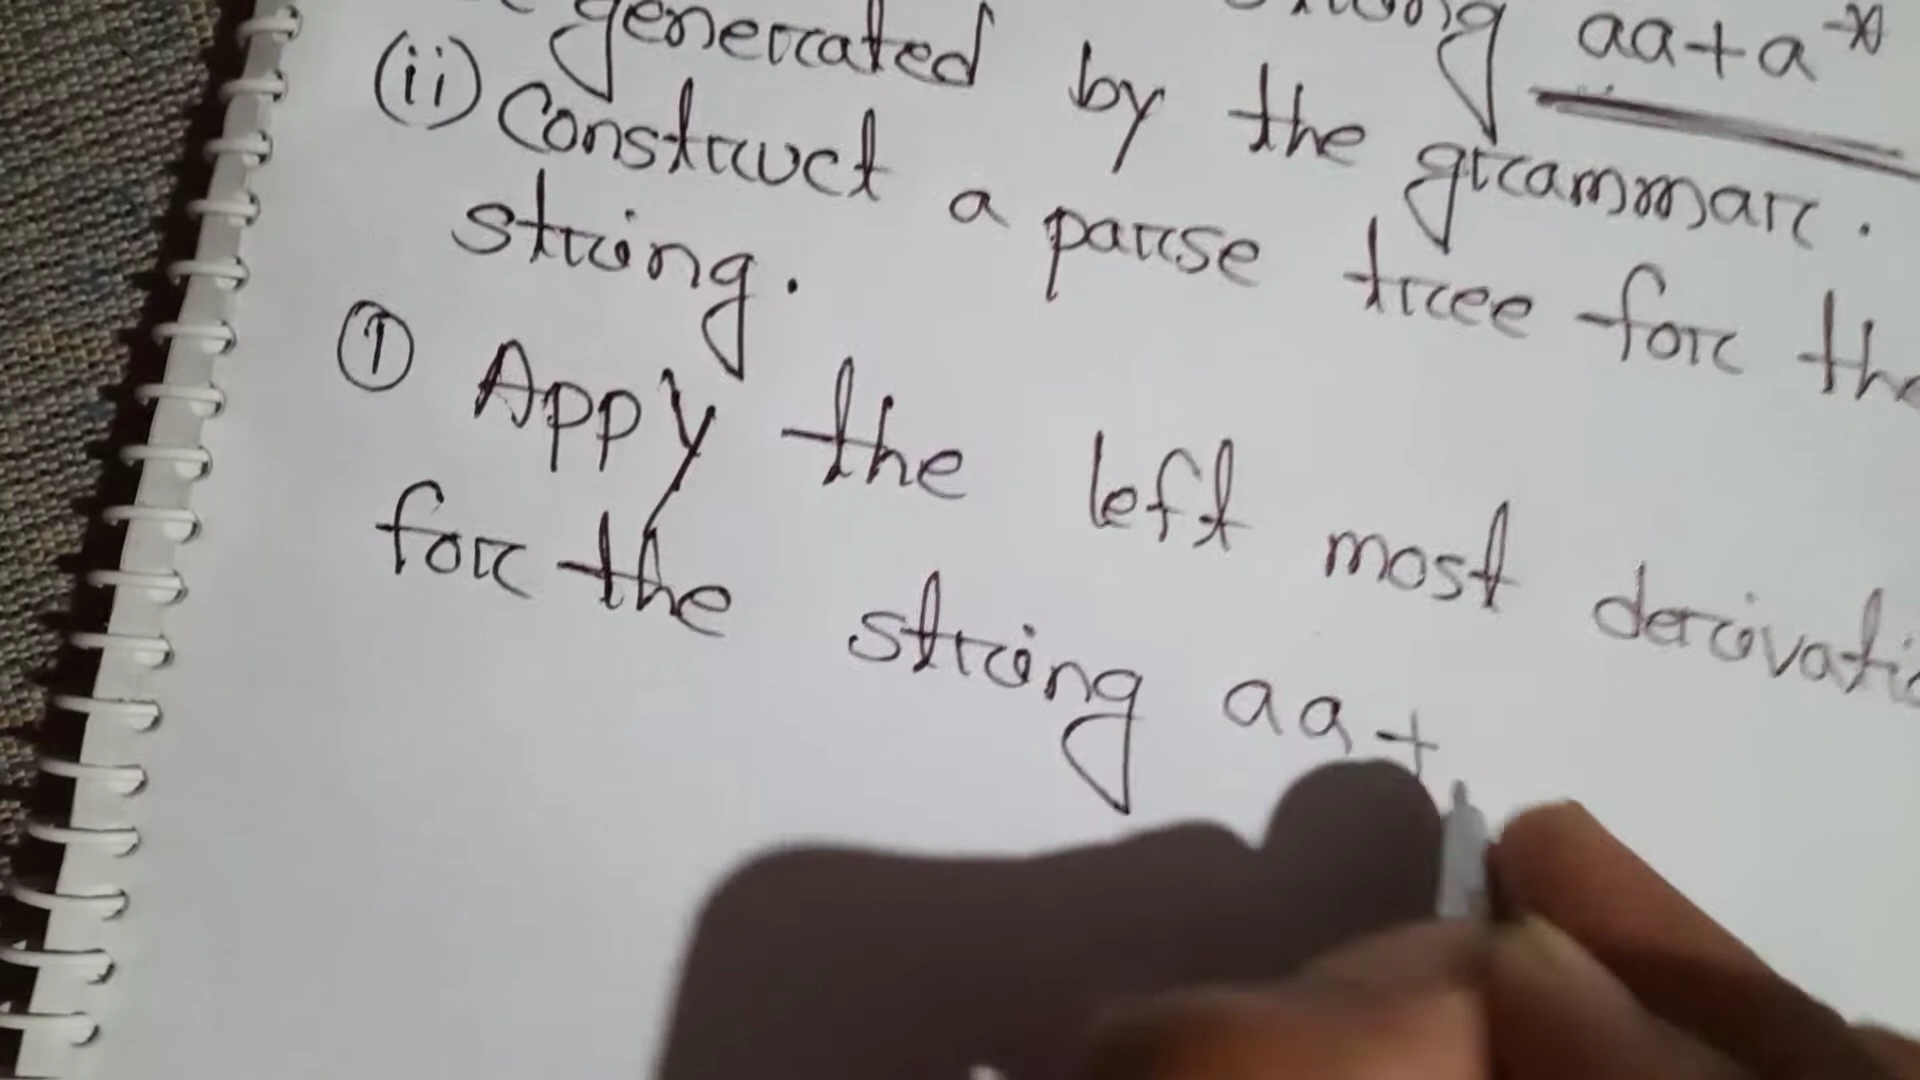 generated by the grammar.
string aa+a*
(ii) Construct a parse tree for the
string.
① Appy the left most derivati
for the string aa+